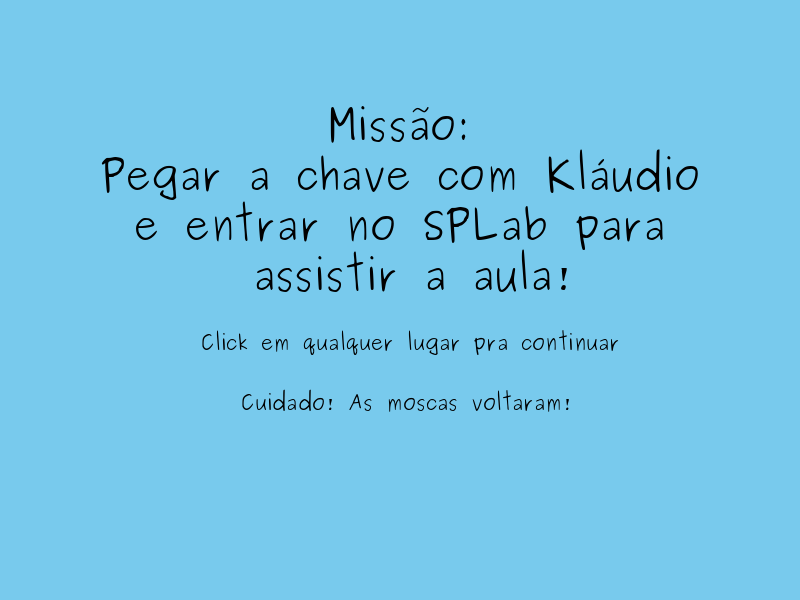 Missão:
Pegar a chave com Kláudio
e entrar no SPLab para
assistir a aula!
Click em qualquer lugar pra continuar
Cuidado! As moscas voltaram!